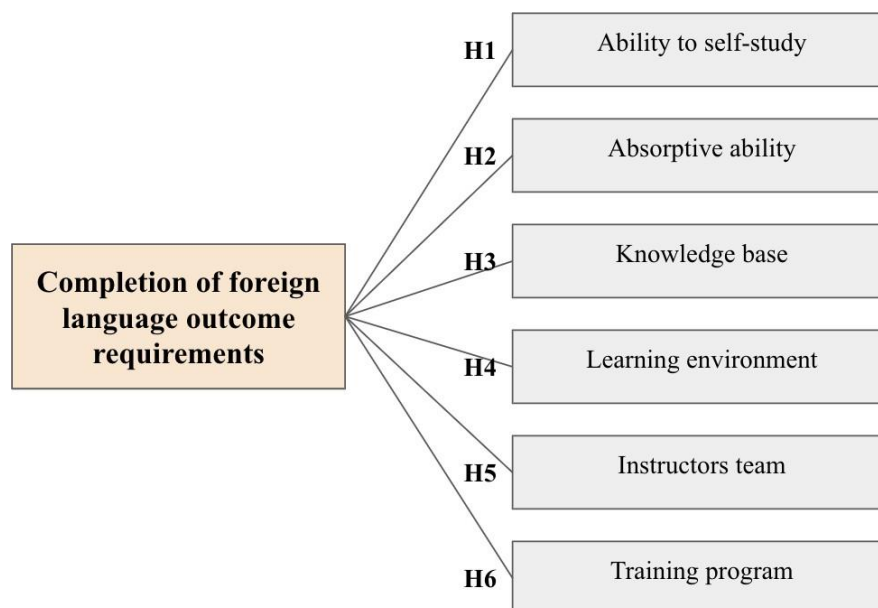 H1
Ability to self-study
H2
Absorptive ability
H3
Knowledge base
Completion of foreign
language outcome
requirements
H4
Learning environment
H5
Instructors team
H6
Training program